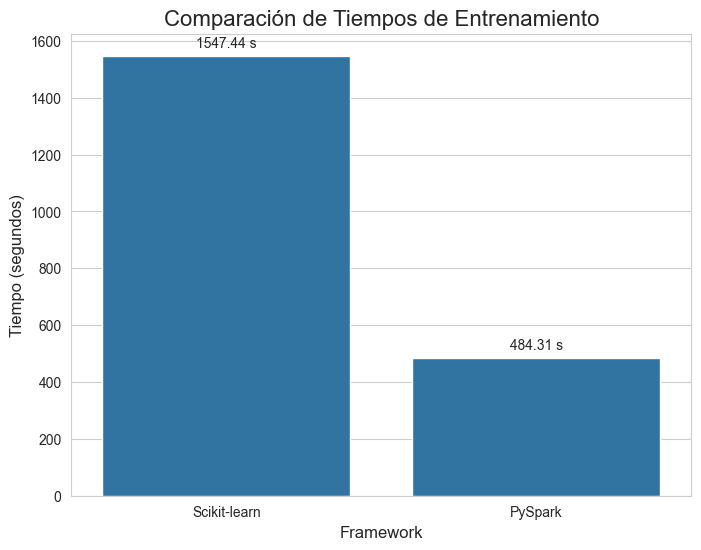 Comparación de Tiempos de Entrenamiento
1600
1547.44 s
1400
1200
1000
800
600
484.31 s
400
200
0
Tiempo (segundos)
Scikit-learn
PySpark
Framework